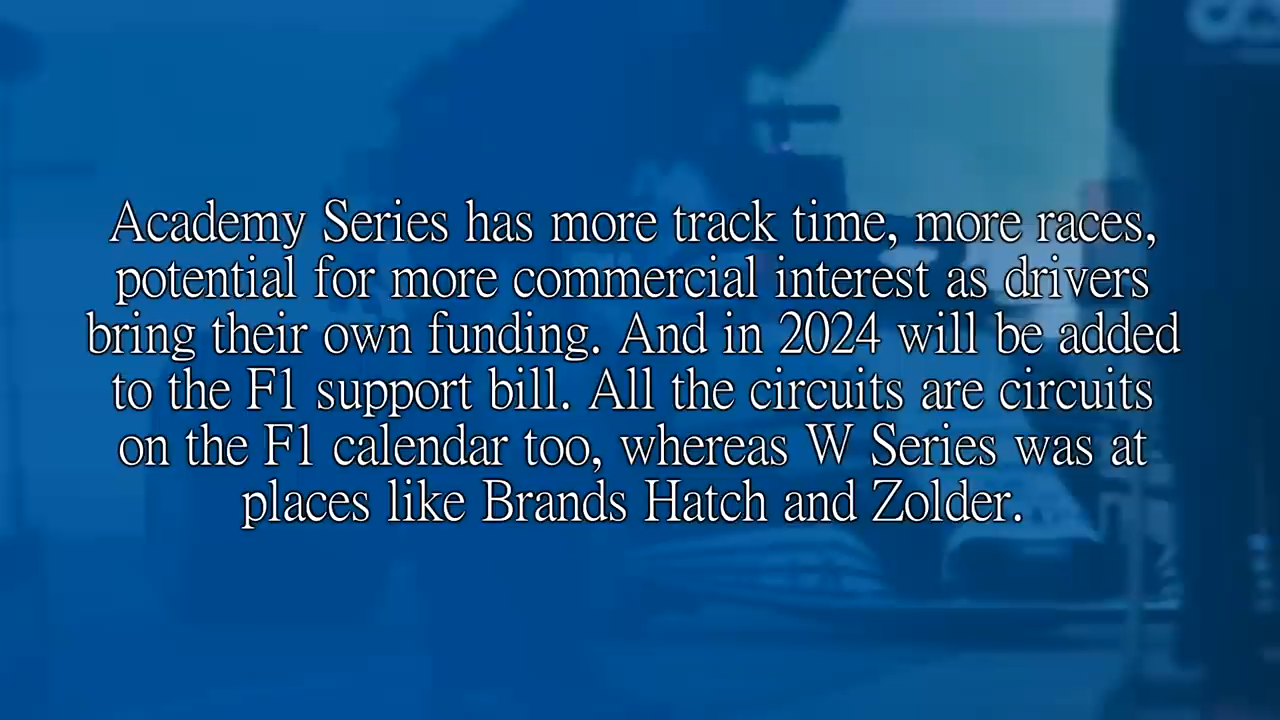 Academy Series has more track time, more races,
potential for more commercial interest as drivers
bring their own funding. And in 2024 will be added
to the F1 support bill. All the circuits are circuits
on the F1 calendar too, whereas W Series was at
places like Brands Hatch and Zolder.